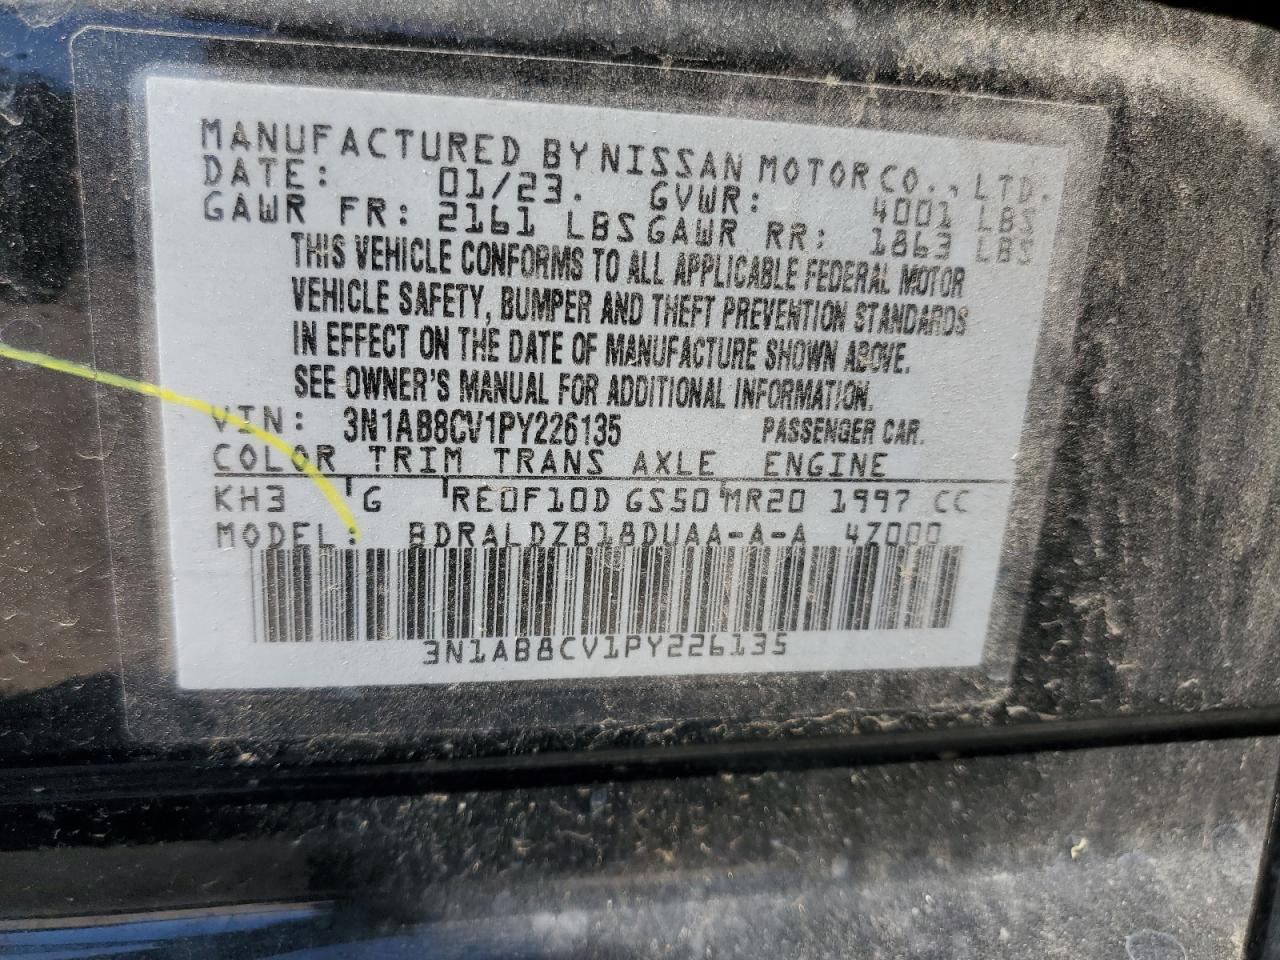 MANUFACTURED BY NISSAN MOTOR CO., LTD.
DATE: 01/23. GVWR: 4001 LBS
GAWR FR: 2161 LBS GAWR RR: 1863 LBS
THIS VEHICLE CONFORMS TO ALL APPLICABLE FEDERAL MOTOR
VEHICLE SAFETY, BUMPER AND THEFT PREVENTION STANDARDS
IN EFFECT ON THE DATE OF MANUFACTURE SHOWN ABOVE.
SEE OWNER'S MANUAL FOR ADDITIONAL INFORMATION.
VIN: 3N1AB8CV1PY226135 PASSENGER CAR.
COLOR TRIM TRANS AXLE ENGINE
KH3 G RE0F10D GS50 MR20 1997 CC
MODEL: BDRALDZB18DUAA-A-A 4Z000
3N1AB8CV1PY226135